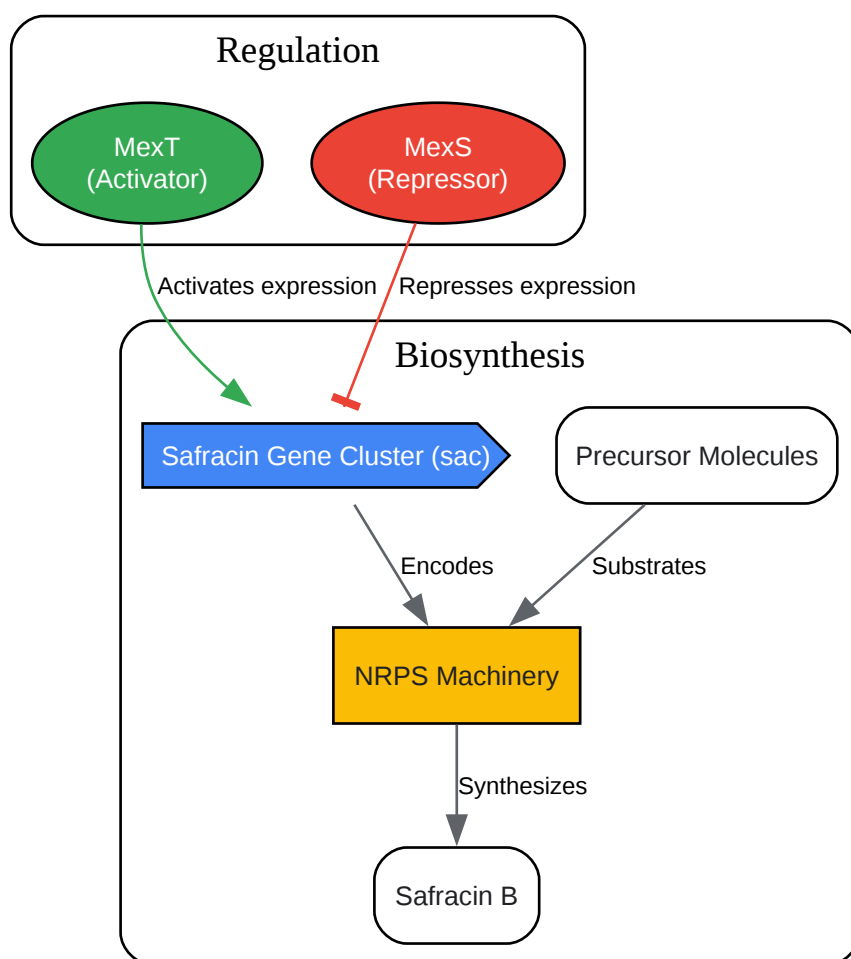 Regulation
MexT
(Activator)
MexS
(Repressor)
Activates expression
Represses expression
Biosynthesis
Safracin Gene Cluster (sac)
Precursor Molecules
Encodes
Substrates
NRPS Machinery
Synthesizes
Safracin B